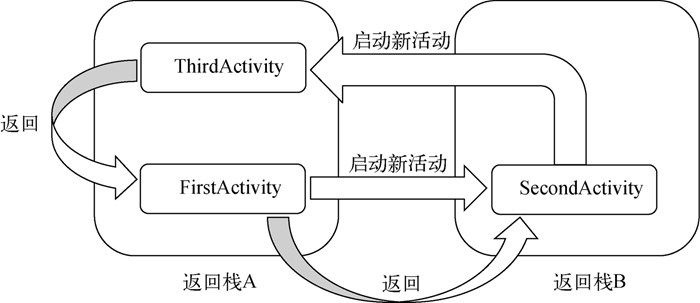 启动新活动
ThirdActivity
返回
启动新活动
FirstActivity
SecondActivity
返回栈A
返回
返回栈B